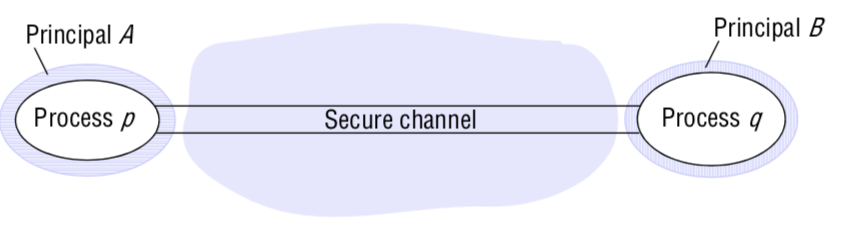 Principal A
Principal B
Process p
Secure channel
Process q